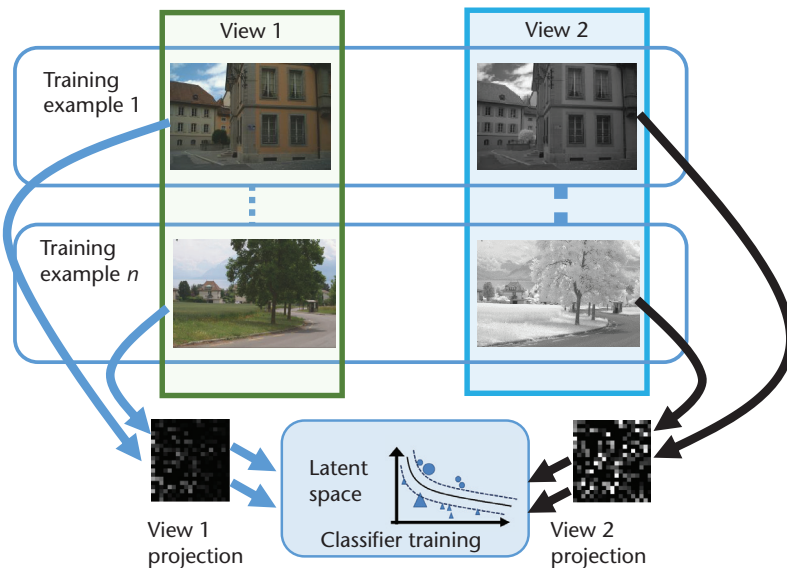 View 1
View 2
Training
example 1
Training
example n
Latent
space
Classifier training
View 1
projection
View 2
projection